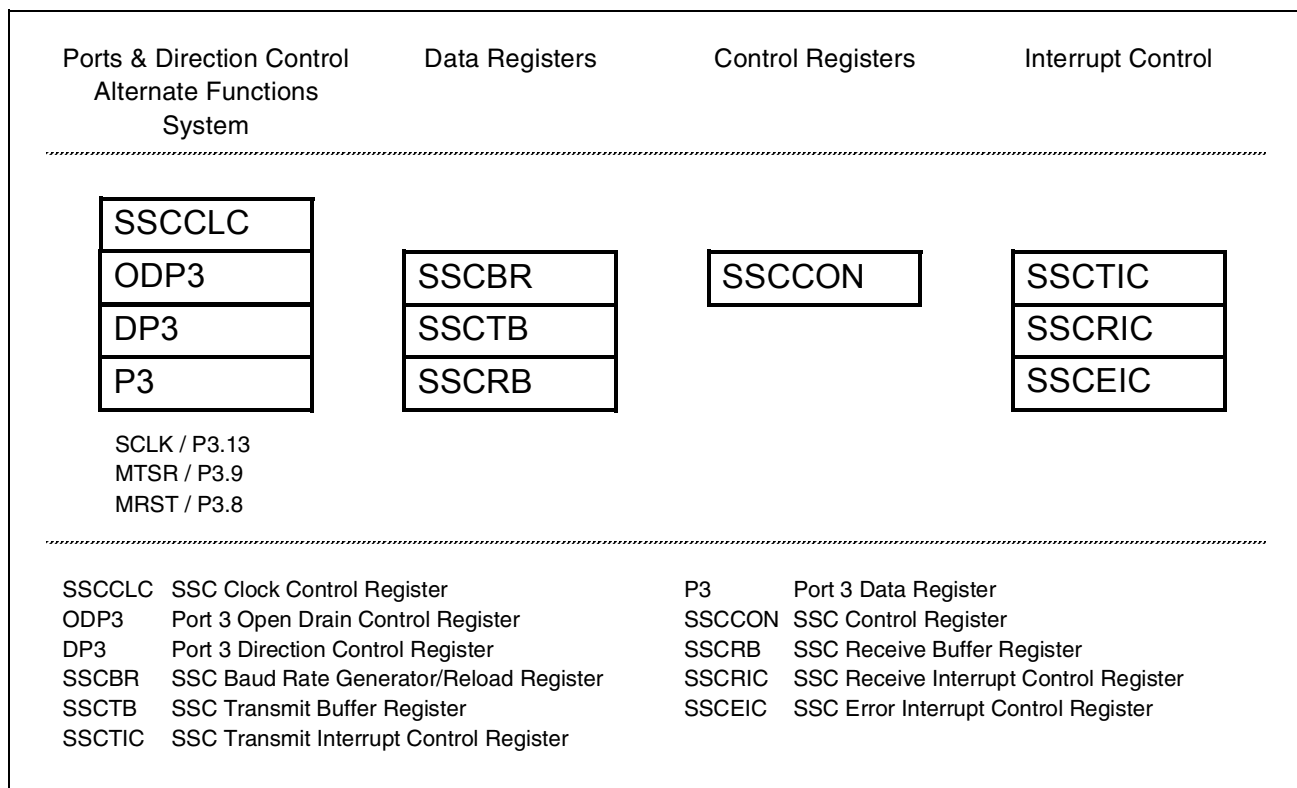 Ports & Direction Control
Alternate Functions
System
Data Registers
Control Registers
Interrupt Control
SSCCLC
ODP3
DP3
P3
SSCBR
SSCTB
SSCRB
SSCCON
SSCTIC
SSCRIC
SSCEIC
SCLK / P3.13
MTSR / P3.9
MRST / P3.8
SSCCLC SSC Clock Control Register
ODP3 Port 3 Open Drain Control Register
DP3 Port 3 Direction Control Register
SSCBR SSC Baud Rate Generator/Reload Register
SSCTB SSC Transmit Buffer Register
SSCTIC SSC Transmit Interrupt Control Register
P3 Port 3 Data Register
SSCCON SSC Control Register
SSCRB SSC Receive Buffer Register
SSCRIC SSC Receive Interrupt Control Register
SSCEIC SSC Error Interrupt Control Register